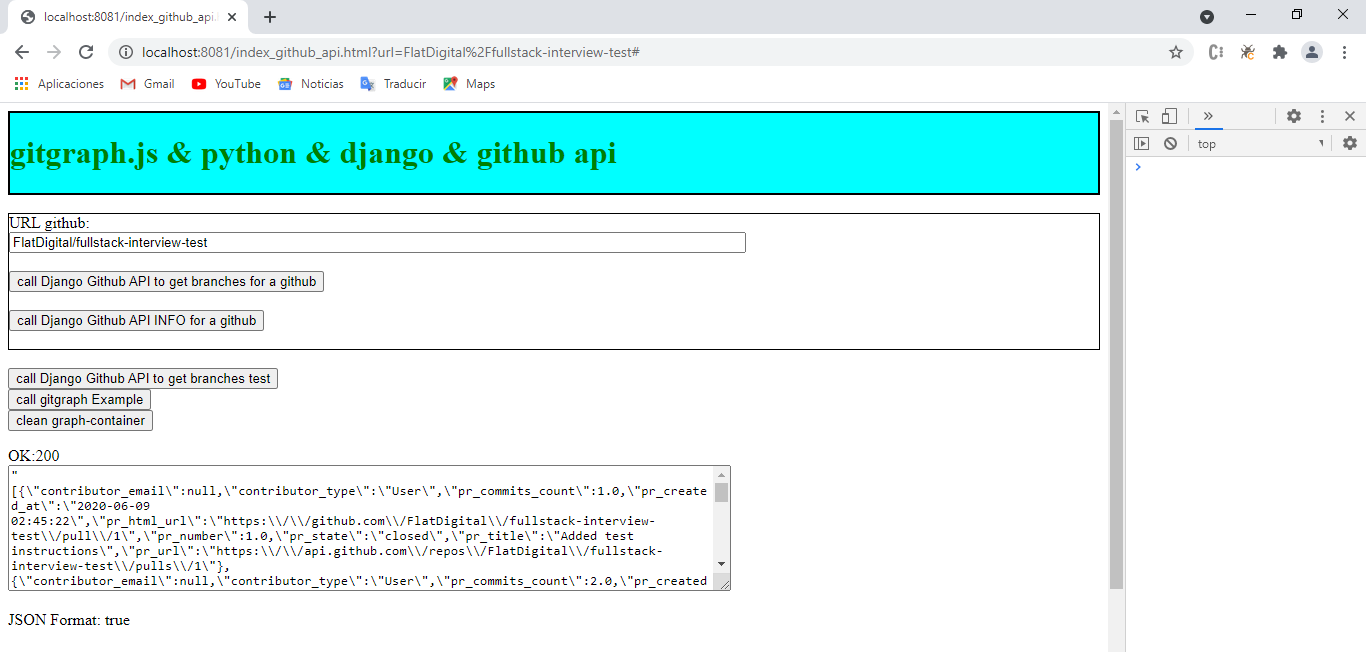 localhost:8081/index_github_api.
localhost:8081/index_github_api.html?url=FlatDigital%2Ffullstack-interview-test#
Aplicaciones Gmail YouTube Noticias Traducir Maps
gitgraph.js & python & django & github api
top
URL github:
FlatDigital/fullstack-interview-test
call Django Github API to get branches for a github
call Django Github API INFO for a github
call Django Github API to get branches test
call gitgraph Example
clean graph-container
OK:200
"
[{\"contributor_email\":null,\"contributor_type\":\"User\",\"pr_commits_count\":1.0,\"pr_create
d_at\":\"2020-06-09
02:45:22\",\"pr_html_url\":\"https:\\/\\/github.com\\/FlatDigital\\/fullstack-interview-
test\\/pull\\/1\",\"pr_number\":1.0,\"pr_state\":\"closed\",\"pr_title\":\"Added test
instructions\",\"pr_url\":\"https:\\/\\/api.github.com\\/repos\\/FlatDigital\\/fullstack-
interview-test\\/pulls\\/1\"},
{\"contributor_email\":null,\"contributor_type\":\"User\",\"pr_commits_count\":2.0,\"pr_created
JSON Format: true